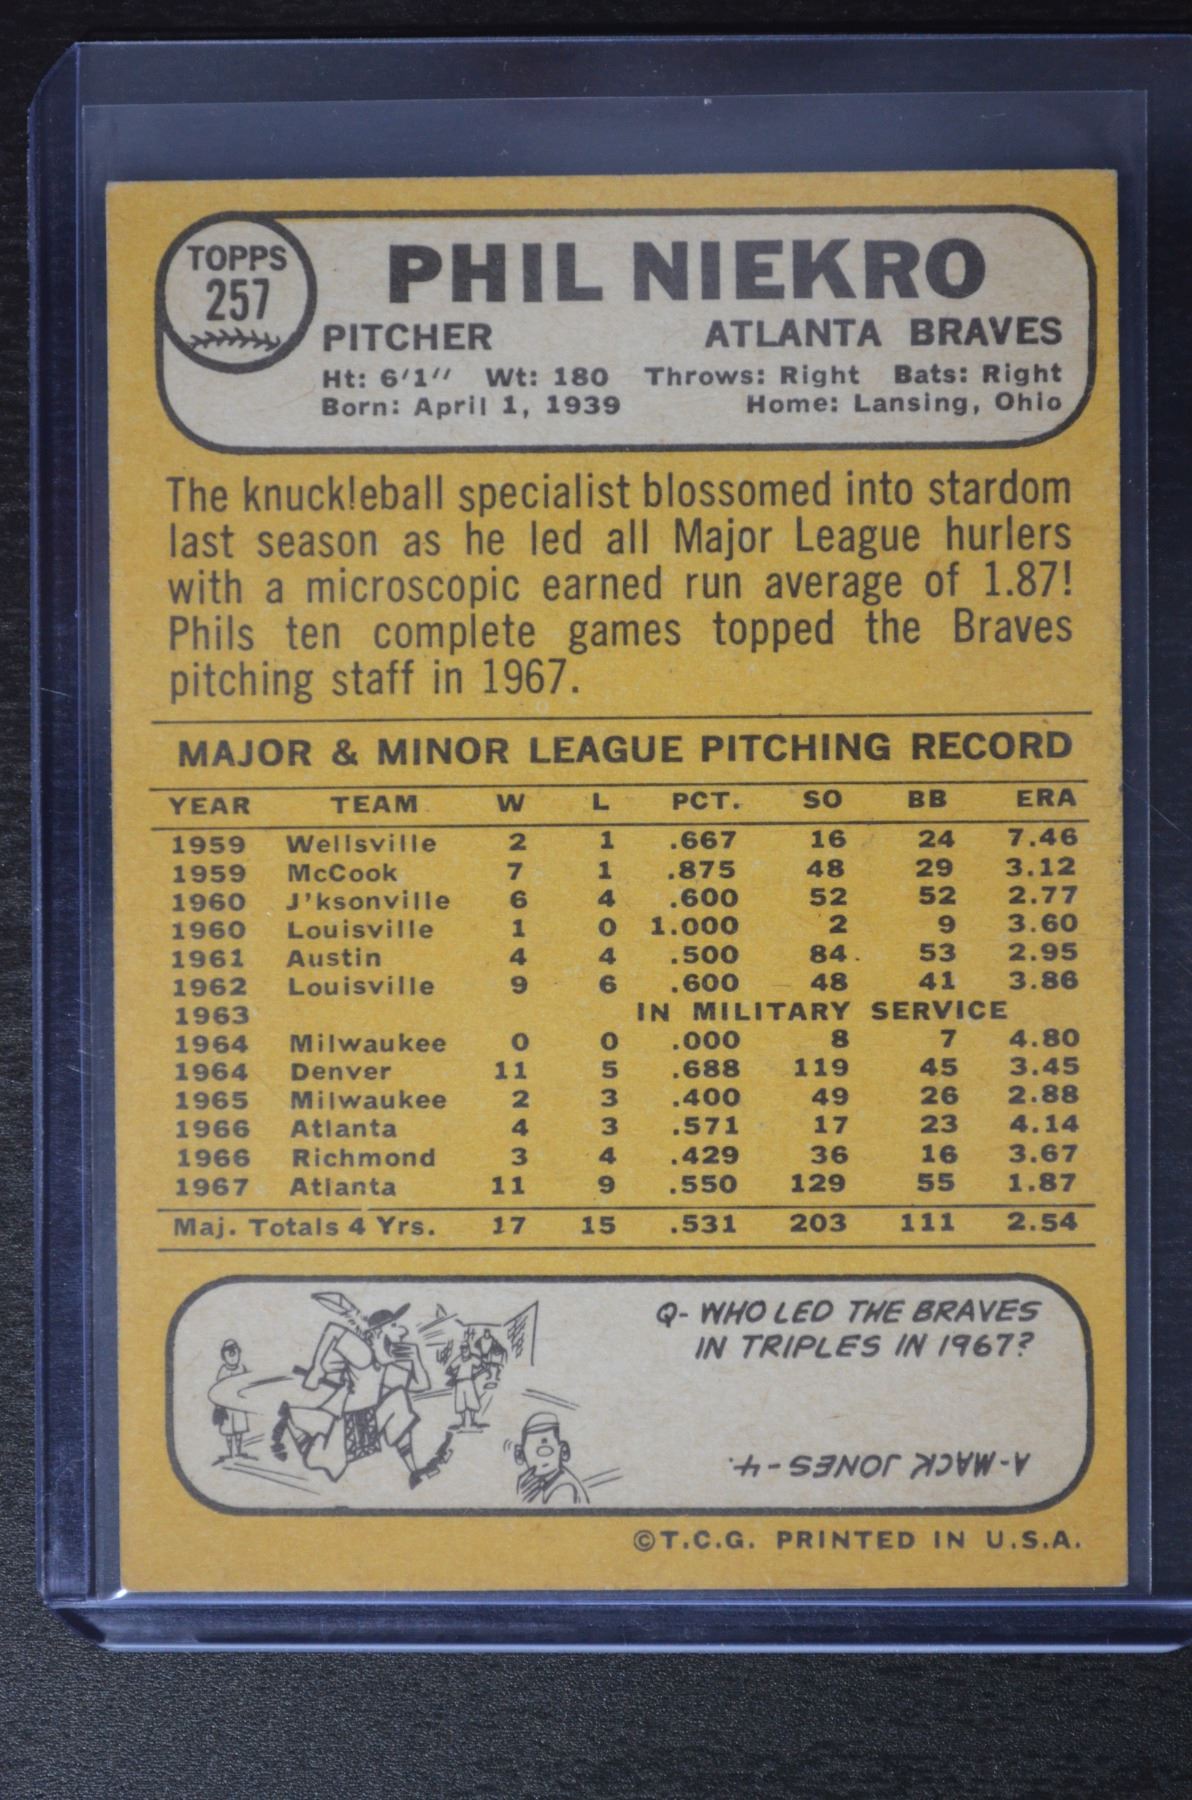 TOPPS
257
PHIL NIEKRO
PITCHER ATLANTA BRAVES
Ht: 6'1" Wt: 180 Throws: Right Bats: Right
Born: April 1, 1939 Home: Lansing, Ohio
The knuckleball specialist blossomed into stardom
last season as he led all Major League hurlers
with a microscopic earned run average of 1.87!
Phils ten complete games topped the Braves
pitching staff in 1967.
MAJOR & MINOR LEAGUE PITCHING RECORD
YEAR TEAM W L PCT. SO BB ERA
1959 Wellsville 2 1 .667 16 24 7.46
1959 McCook 7 1 .875 48 29 3.12
1960 J'ksonville 6 4 .600 52 52 2.77
1960 Louisville 1 0 1.000 2 9 3.60
1961 Austin 4 4 .500 84 53 2.95
1962 Louisville 9 6 .600 48 41 3.86
1963 IN MILITARY SERVICE
1964 Milwaukee 0 0 .000 8 7 4.80
1964 Denver 11 5 .688 119 45 3.45
1965 Milwaukee 2 3 .400 49 26 2.88
1966 Atlanta 4 3 .571 17 23 4.14
1966 Richmond 3 4 .429 36 16 3.67
1967 Atlanta 11 9 .550 129 55 1.87
Maj. Totals 4 Yrs. 17 15 .531 203 111 2.54
Q- WHO LED THE BRAVES
IN TRIPLES IN 1967?
A-MACK JONES-4.
©T.C.G. PRINTED IN U.S.A.